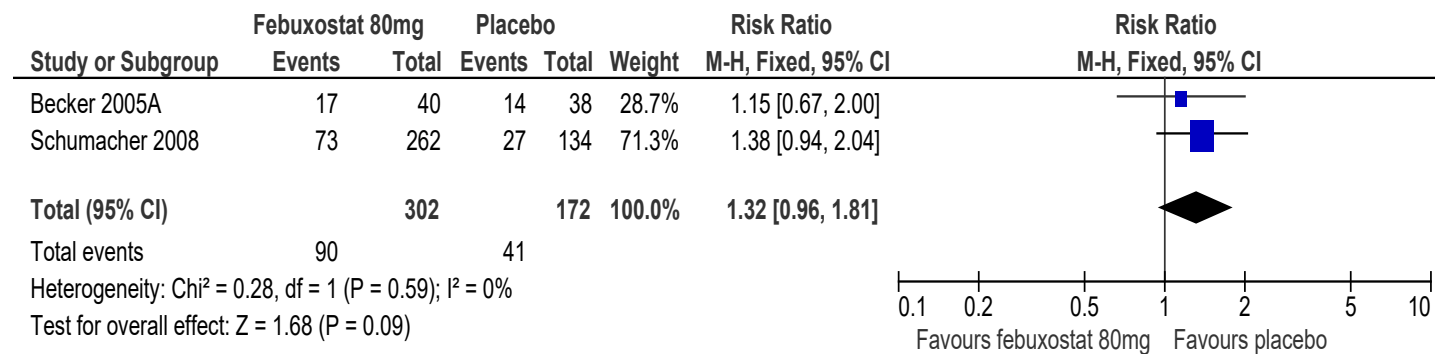 Febuxostat 80mg Placebo Risk Ratio Risk Ratio
Study or Subgroup Events Total Events Total Weight M-H, Fixed, 95% CI M-H, Fixed, 95% CI
Becker 2005A 17 40 14 38 28.7% 1.15 [0.67, 2.00]
Schumacher 2008 73 262 27 134 71.3% 1.38 [0.94, 2.04]
Total (95% CI) 302 172 100.0% 1.32 [0.96, 1.81]
Total events 90 41
Heterogeneity: Chi² = 0.28, df = 1 (P = 0.59); I² = 0%
Test for overall effect: Z = 1.68 (P = 0.09)
0.1 0.2 0.5 1 2 5 10
Favours febuxostat 80mg Favours placebo